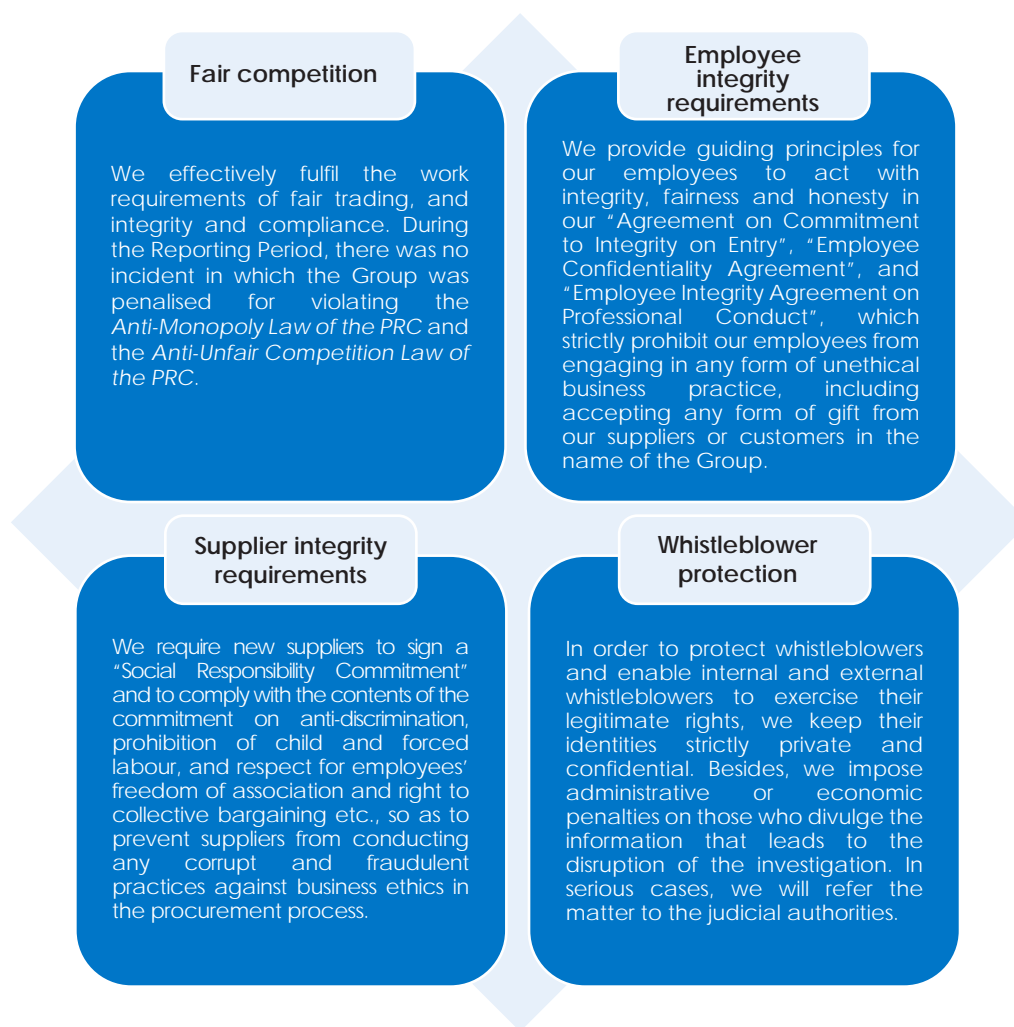 Fair competition
We effectively fulfil the work
requirements of fair trading, and
integrity and compliance. During
the Reporting Period, there was no
incident in which the Group was
penalised for violating the
Anti-Monopoly Law of the PRC and
the Anti-Unfair Competition Law of
the PRC.
Employee
integrity
requirements
We provide guiding principles for
our employees to act with
integrity, fairness and honesty in
our “Agreement on Commitment
to Integrity on Entry”, “Employee
Confidentiality Agreement”, and
“Employee Integrity Agreement on
Professional Conduct”, which
strictly prohibit our employees from
engaging in any form of unethical
business practice, including
accepting any form of gift from
our suppliers or customers in the
name of the Group.
Supplier integrity
requirements
We require new suppliers to sign a
“Social Responsibility Commitment”
and to comply with the contents of the
commitment on anti-discrimination,
prohibition of child and forced
labour, and respect for employees’
freedom of association and right to
collective bargaining etc., so as to
prevent suppliers from conducting
any corrupt and fraudulent
practices against business ethics in
the procurement process.
Whistleblower
protection
In order to protect whistleblowers
and enable internal and external
whistleblowers to exercise their
legitimate rights, we keep their
identities strictly private and
confidential. Besides, we impose
administrative or economic
penalties on those who divulge the
information that leads to the
disruption of the investigation. In
serious cases, we will refer the
matter to the judicial authorities.